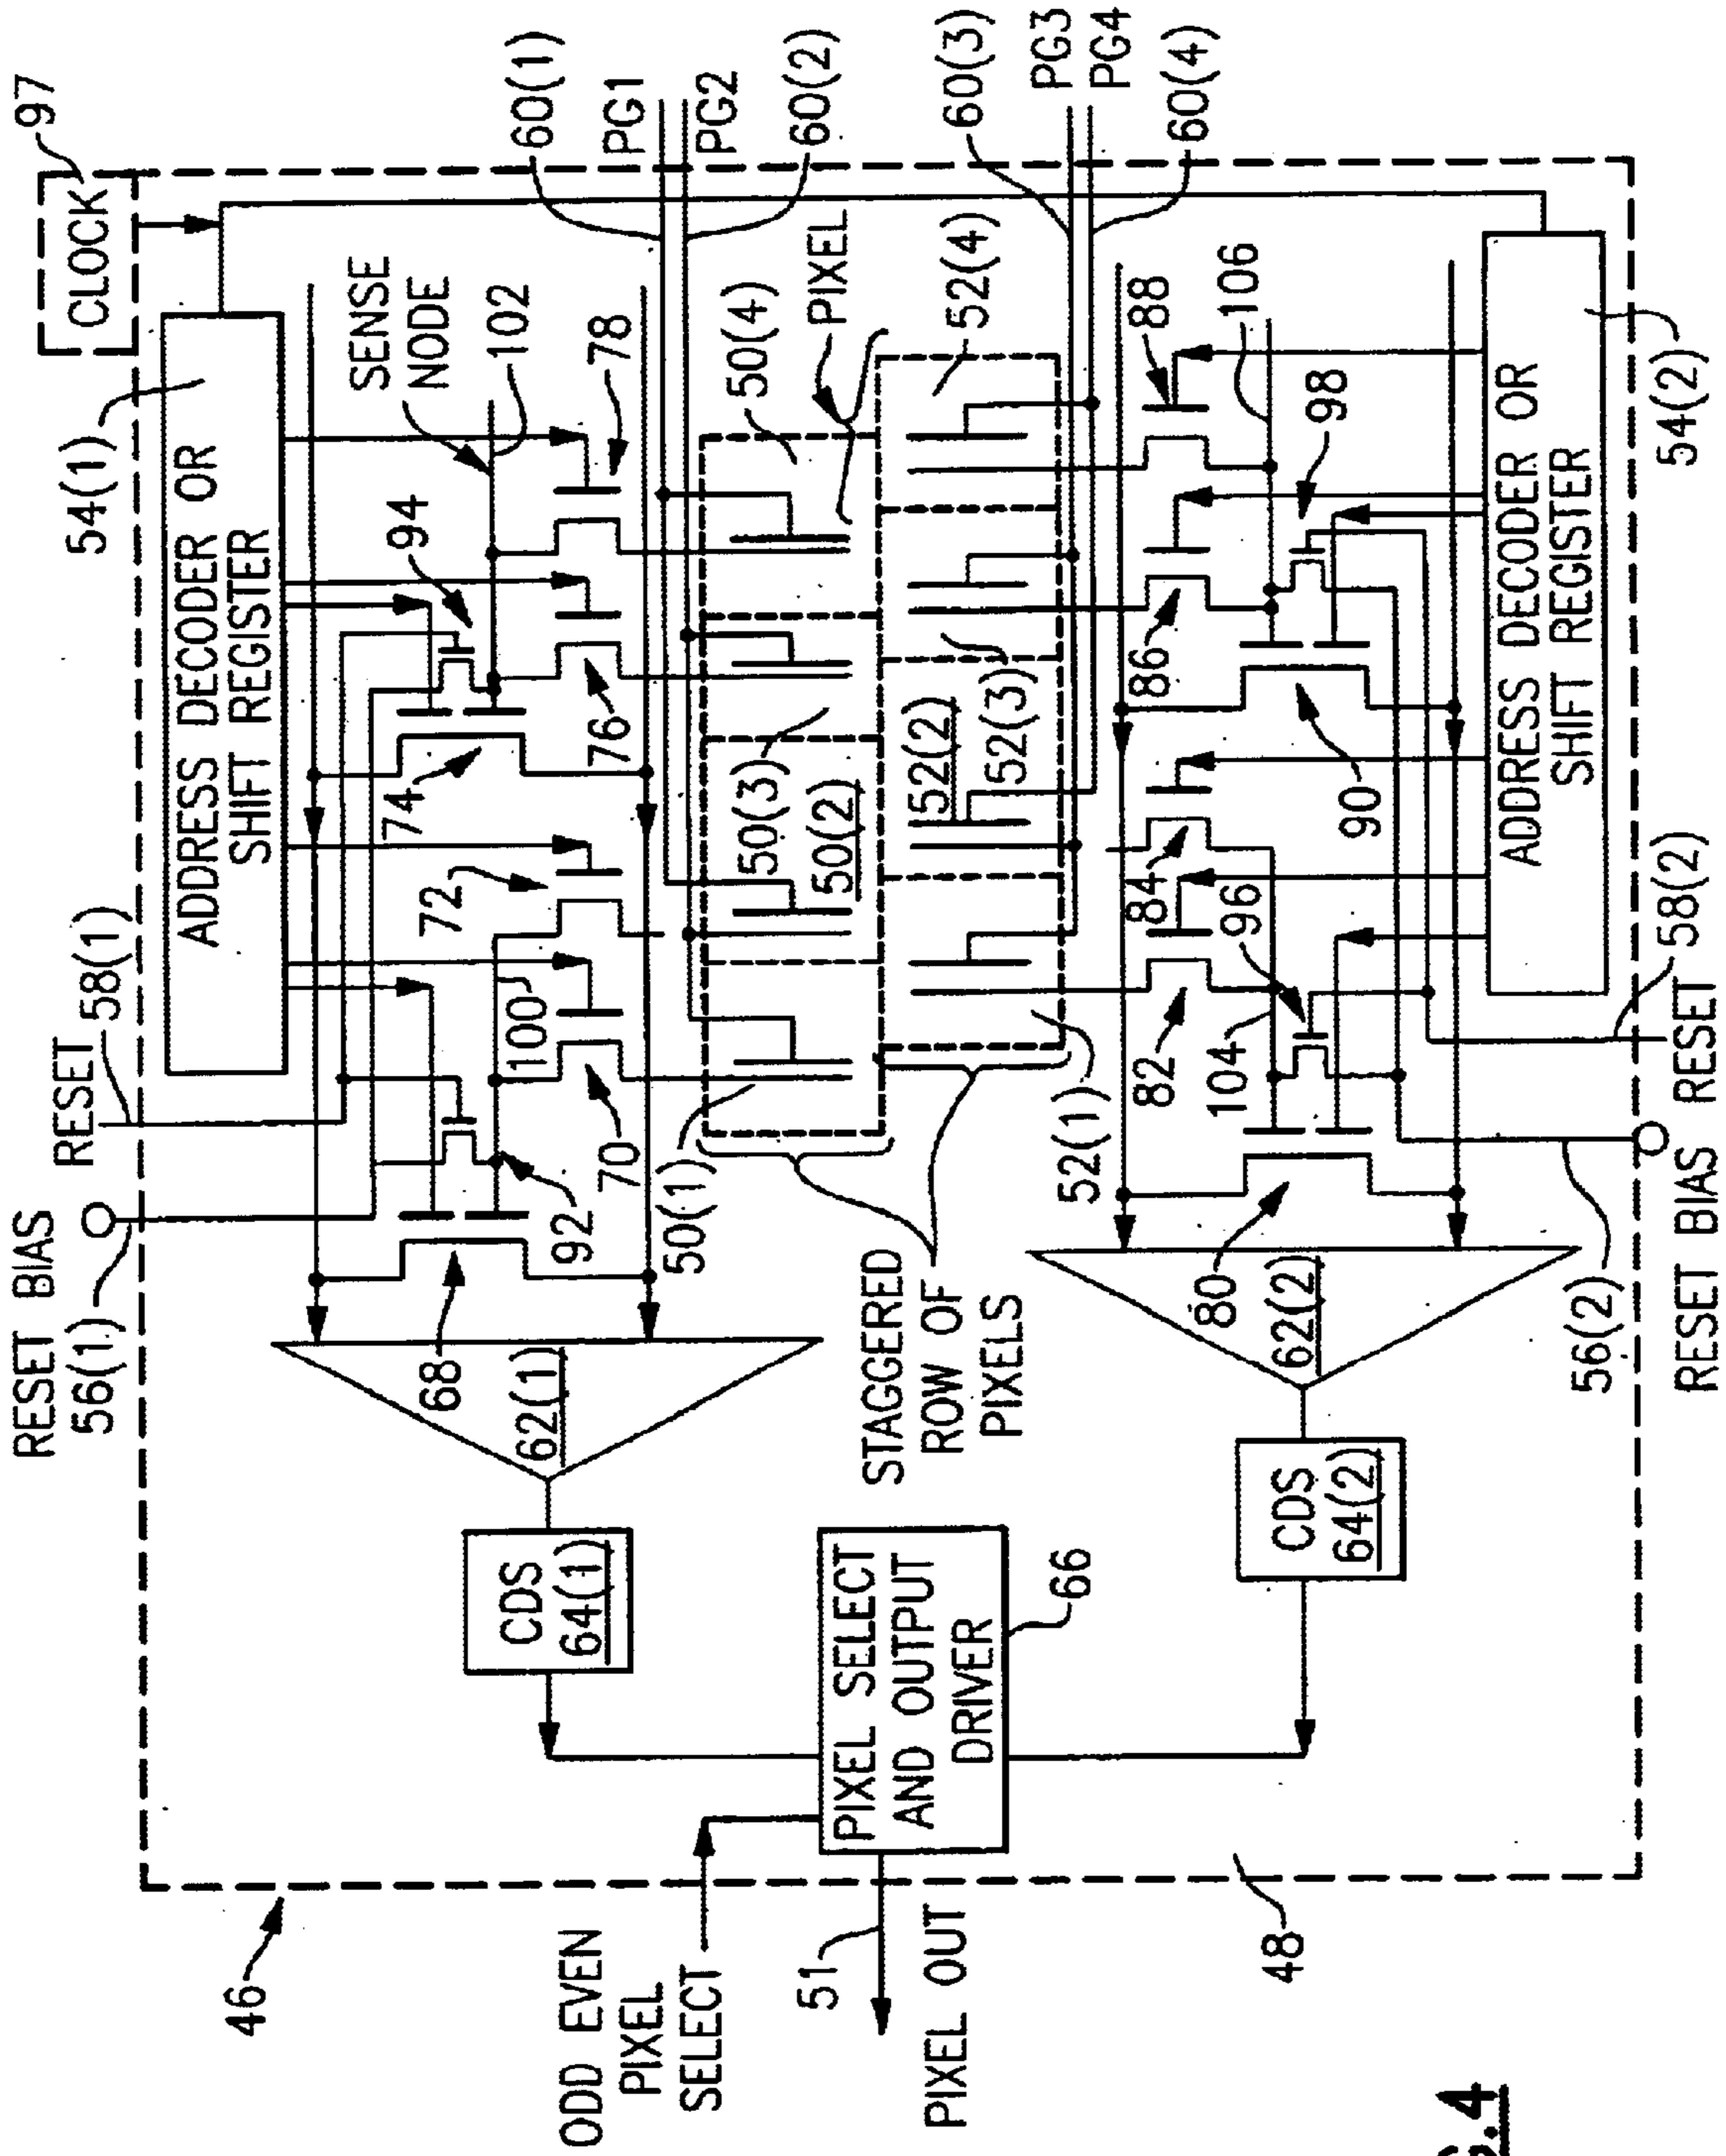 CLOCK
97
54(1)
ADDRESS DECODER OR
SHIFT REGISTER
RESET
58(1)
RESET BIAS
56(1)
SENSE
NODE
102
94
78
76
74
72
100
70
92
68
62(1)
CDS
64(1)
60(1)
PG1
PG2
60(2)
50(4)
PIXEL
50(3)
50(2)
50(1)
52(4)
52(3)
52(2)
52(1)
STAGGERED
ROW OF
PIXELS
60(3)
PG3
PG4
60(4)
88
106
98
86
90
84
96
82
104
80
62(2)
CDS
64(2)
ADDRESS DECODER OR
SHIFT REGISTER
54(2)
58(2)
RESET
56(2)
RESET BIAS
PIXEL SELECT
AND OUTPUT
DRIVER
66
ODD EVEN
PIXEL
SELECT
51
PIXEL OUT
46
48
G.4